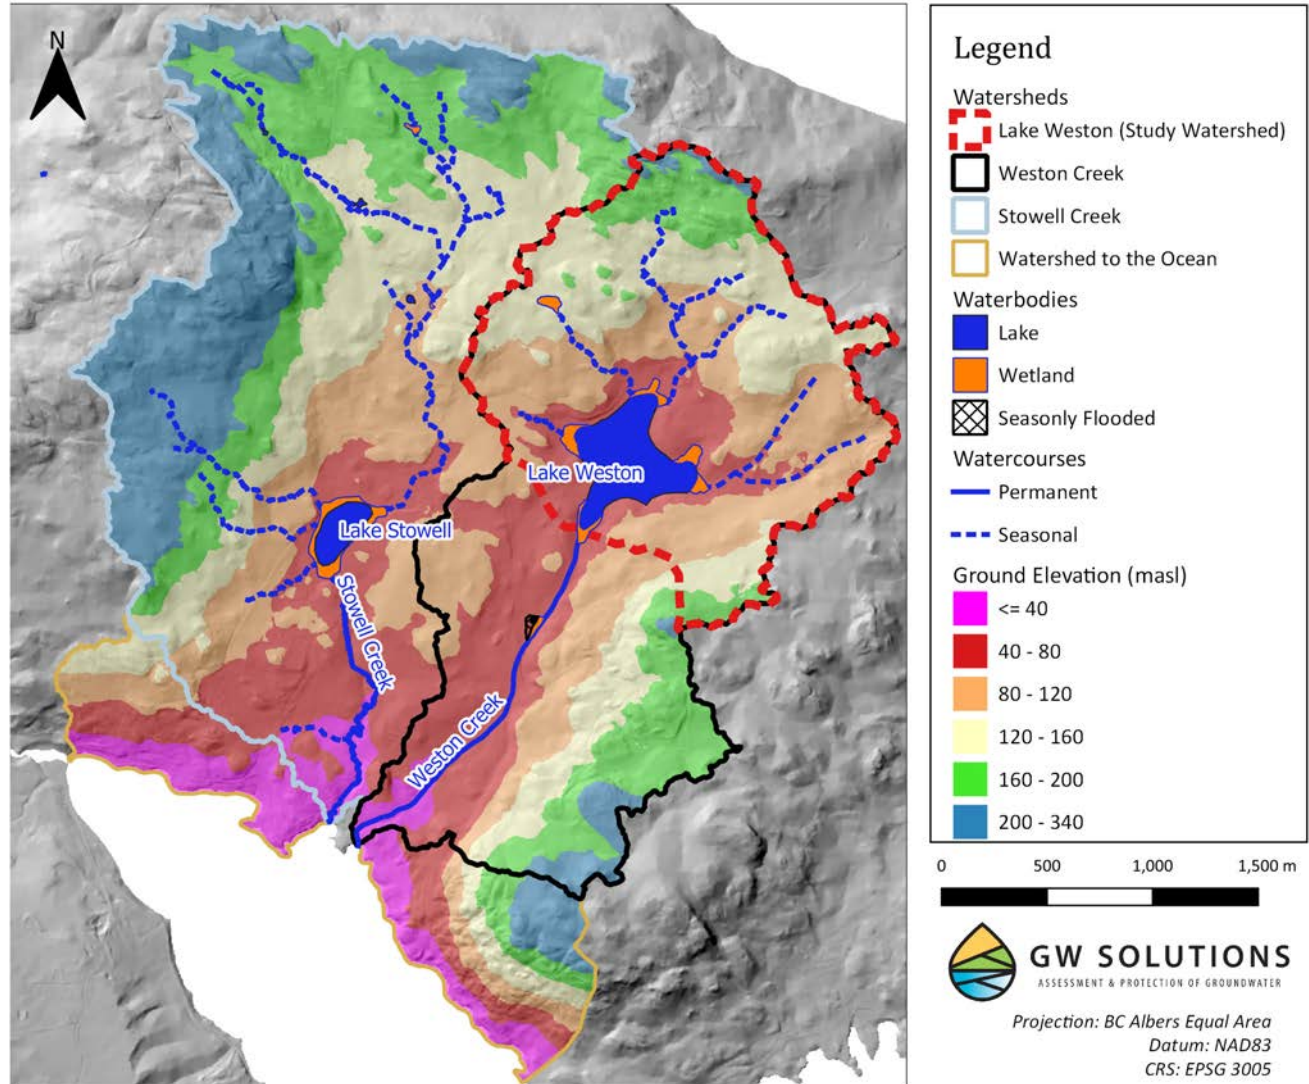 N
Lake Weston
Lake Stowell
Stowell Creek
Weston Creek
Legend
Watersheds
Lake Weston (Study Watershed)
Weston Creek
Stowell Creek
Watershed to the Ocean
Waterbodies
Lake
Wetland
Seasonly Flooded
Watercourses
Permanent
Seasonal
Ground Elevation (masl)
<= 40
40 - 80
80 - 120
120 - 160
160 - 200
200 - 340
0 500 1,000 1,500 m
GW SOLUTIONS
ASSESSMENT & PROTECTION OF GROUNDWATER
Projection: BC Albers Equal Area
Datum: NAD83
CRS: EPSG 3005